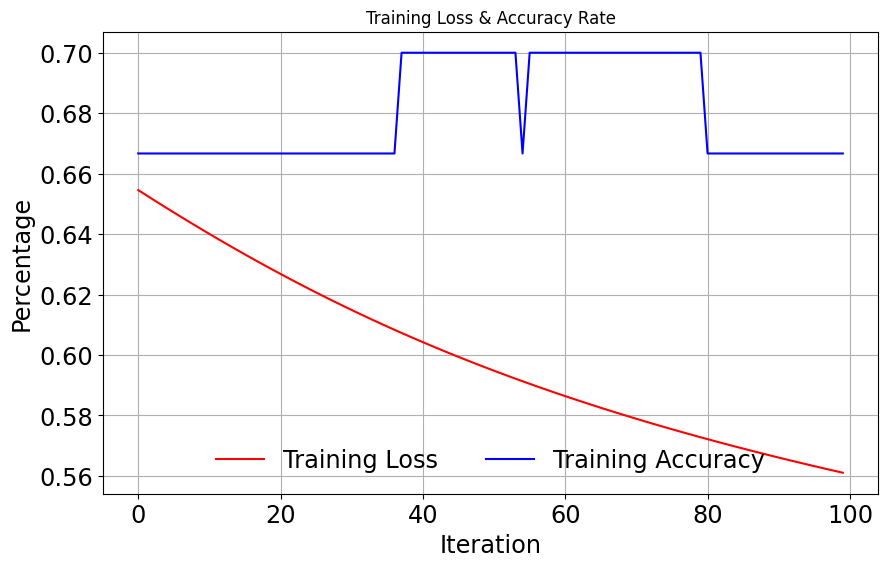 Training Loss & Accuracy Rate
0.70
0.68
0.66
0.64
0.62
0.60
0.58
0.56
Percentage
Training Loss Training Accuracy
0 20 40 60 80 100
Iteration